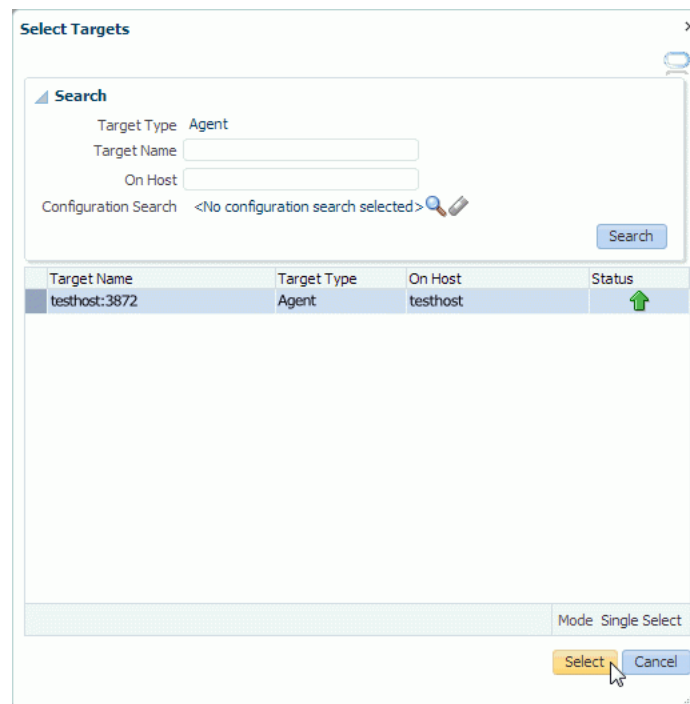 Select Targets
Search
Target Type Agent
Target Name
On Host
Configuration Search <No configuration search selected>
Search
Target Name Target Type On Host Status
testhost:3872 Agent testhost
Mode Single Select
Select Cancel